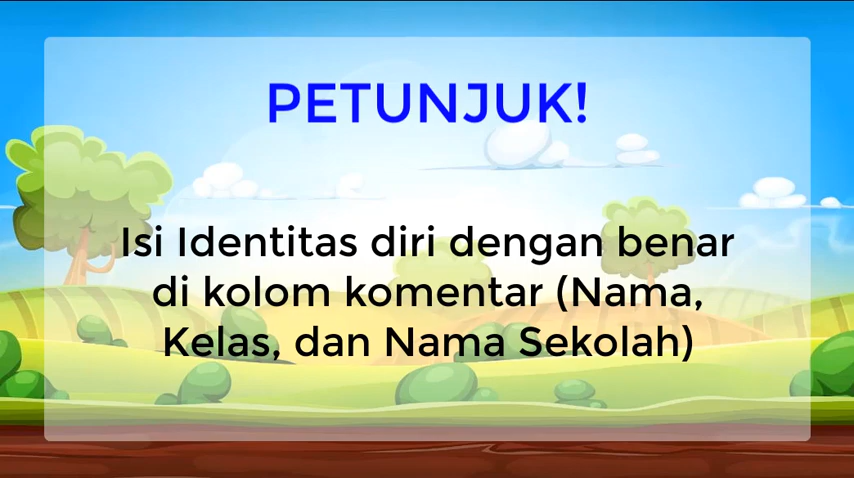 PETUNJUK!
Isi Identitas diri dengan benar
di kolom komentar (Nama,
Kelas, dan Nama Sekolah)